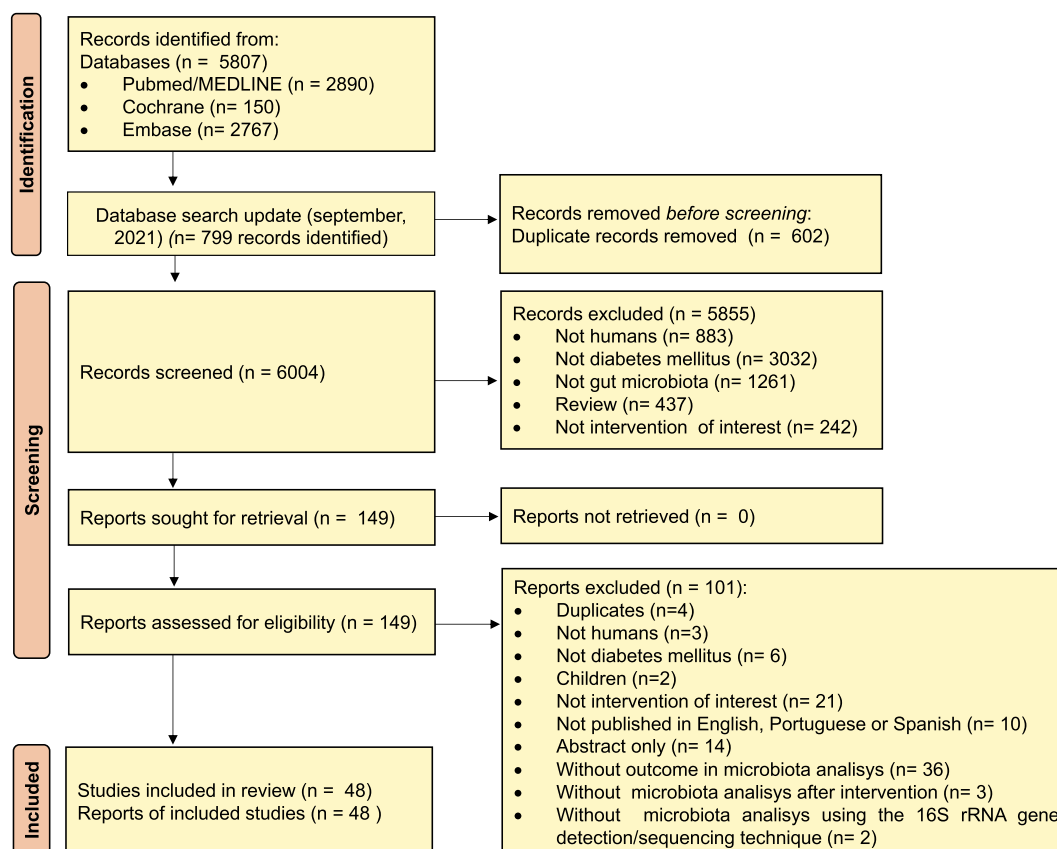 Identification
Records identified from:
Databases (n = 5807)
• Pubmed/MEDLINE (n = 2890)
• Cochrane (n= 150)
• Embase (n= 2767)
Database search update (september,
2021) (n= 799 records identified)
Records removed before screening:
Duplicate records removed (n = 602)
Screening
Records screened (n = 6004)
Records excluded (n = 5855)
• Not humans (n= 883)
• Not diabetes mellitus (n= 3032)
• Not gut microbiota (n= 1261)
• Review (n= 437)
• Not intervention of interest (n= 242)
Reports sought for retrieval (n = 149)
Reports not retrieved (n = 0)
Reports assessed for eligibility (n = 149)
Reports excluded (n = 101):
• Duplicates (n=4)
• Not humans (n=3)
• Not diabetes mellitus (n= 6)
• Children (n=2)
• Not intervention of interest (n= 21)
• Not published in English, Portuguese or Spanish (n= 10)
• Abstract only (n= 14)
• Without outcome in microbiota analisys (n= 36)
• Without microbiota analisys after intervention (n= 3)
• Without microbiota analisys using the 16S rRNA gene
detection/sequencing technique (n= 2)
Included
Studies included in review (n = 48)
Reports of included studies (n = 48 )